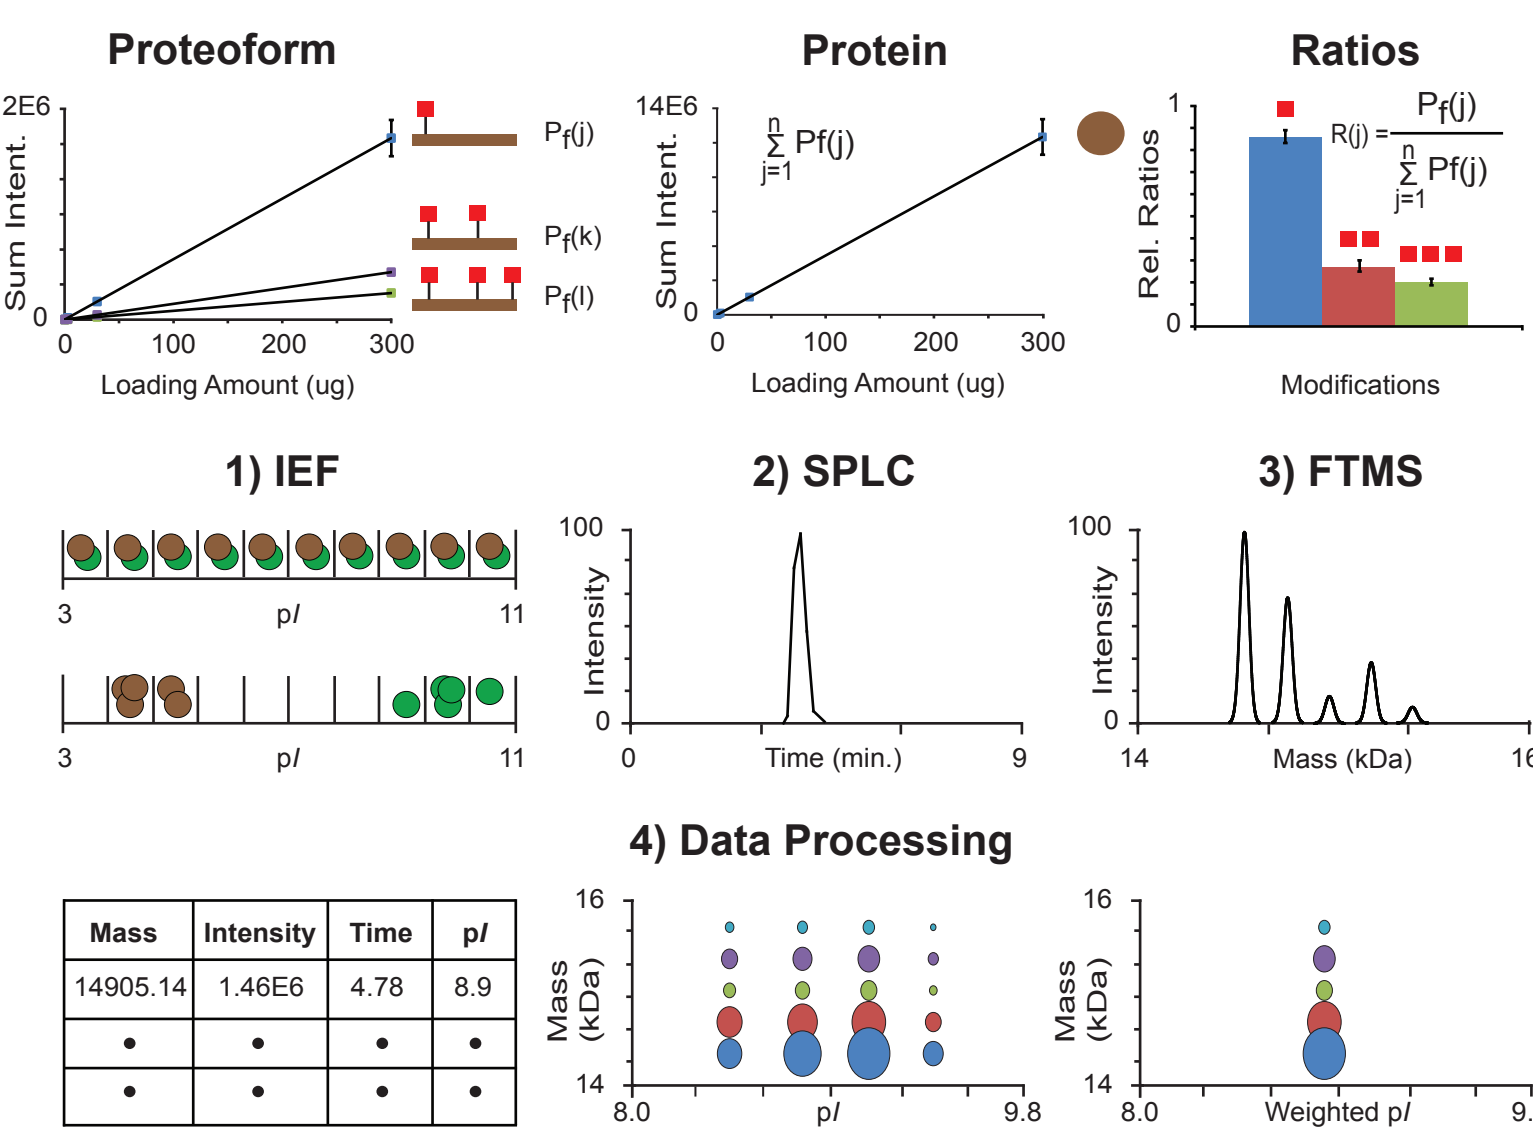 Proteoform
Protein
Ratios
2E6
Sum Intent.
0
0 100 200 300
Loading Amount (ug)
Pf(j)
Pf(k)
Pf(l)
14E6
Sum Intent.
0
n
Σ Pf(j)
j=1
0 100 200 300
Loading Amount (ug)
1
Rel. Ratios
0
R(j) = Pf(j)
n
Σ Pf(j)
j=1
Modifications
1) IEF
2) SPLC
3) FTMS
3 pI 11
3 pI 11
100
Intensity
0
0 Time (min.) 9
100
Intensity
0
14 Mass (kDa) 16
4) Data Processing
Mass Intensity Time pI
14905.14 1.46E6 4.78 8.9
• • • •
• • • •
16
Mass
(kDa)
14
8.0 pI 9.8
16
Mass
(kDa)
14
8.0 Weighted pI 9.